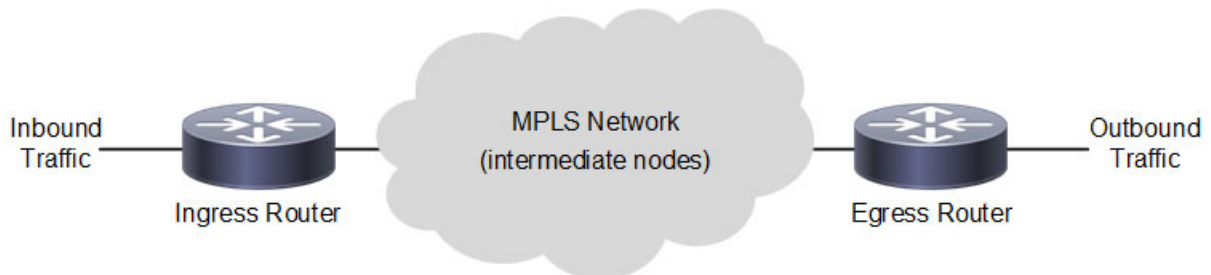 Inbound
Traffic
Ingress Router
MPLS Network
(intermediate nodes)
Egress Router
Outbound
Traffic